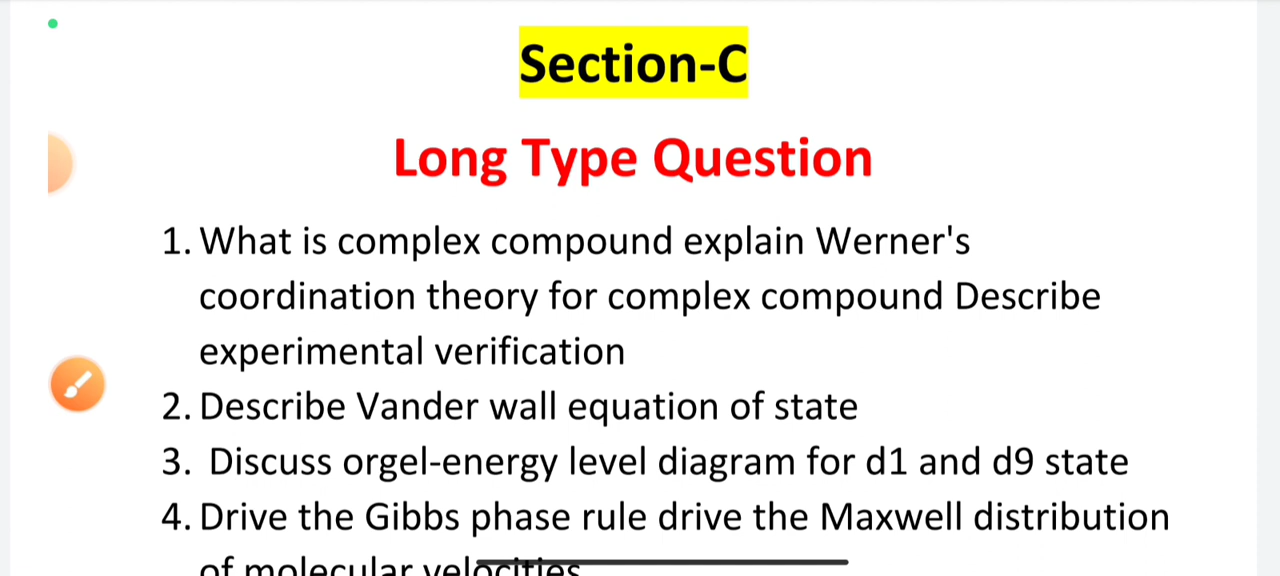 Section-C
Long Type Question
1. What is complex compound explain Werner's
coordination theory for complex compound Describe
experimental verification
2. Describe Vander wall equation of state
3. Discuss orgel-energy level diagram for d1 and d9 state
4. Drive the Gibbs phase rule drive the Maxwell distribution
of molecular velocities